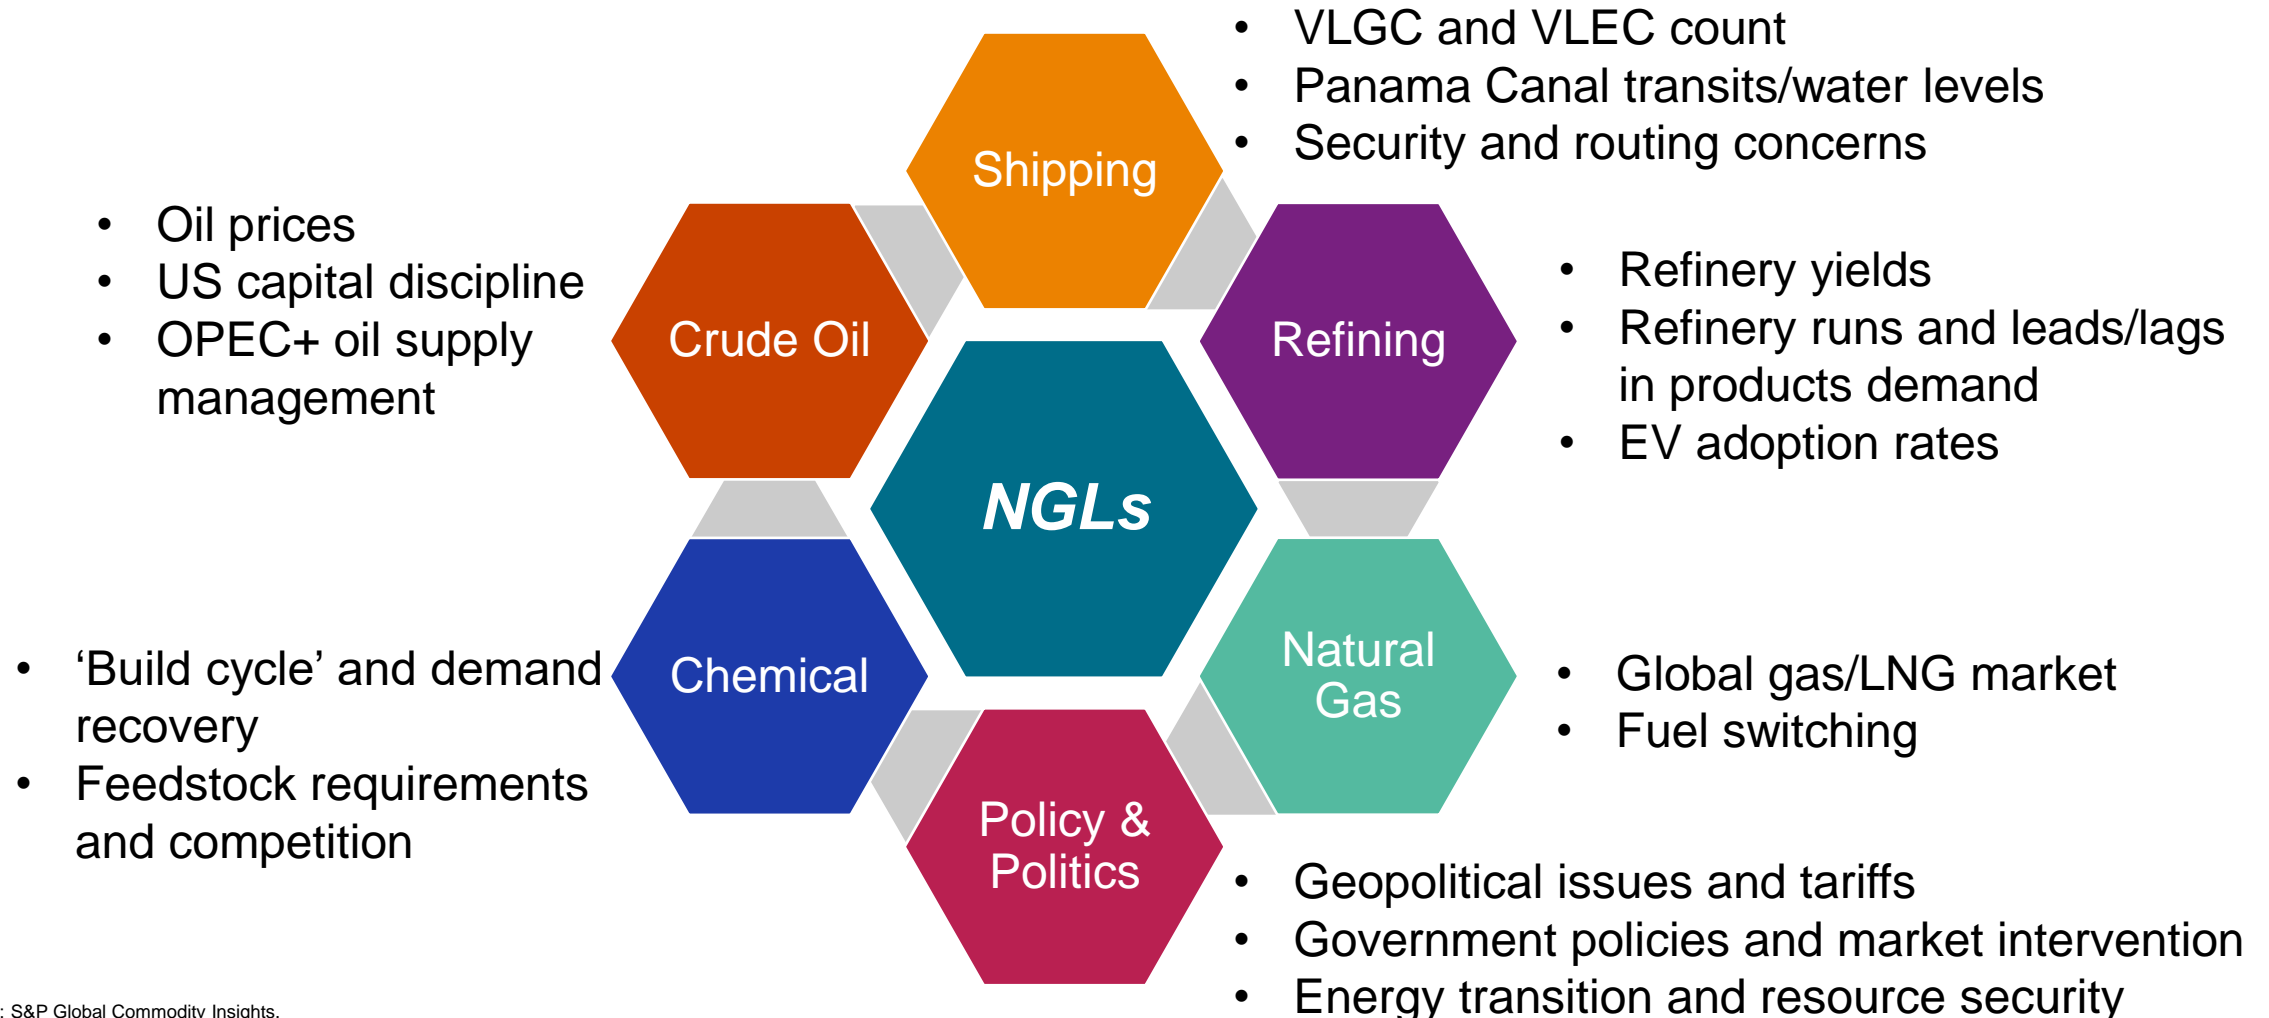 • VLGC and VLEC count
• Panama Canal transits/water levels
• Security and routing concerns
Shipping
• Oil prices
• US capital discipline
• OPEC+ oil supply
management
Crude Oil
Refining
• Refinery yields
• Refinery runs and leads/lags
in products demand
• EV adoption rates
NGLs
• ‘Build cycle’ and demand
recovery
• Feedstock requirements
and competition
Chemical
Natural
Gas
• Global gas/LNG market
• Fuel switching
Policy &
Politics
• Geopolitical issues and tariffs
• Government policies and market intervention
• Energy transition and resource security
: S&P Global Commodity Insights.